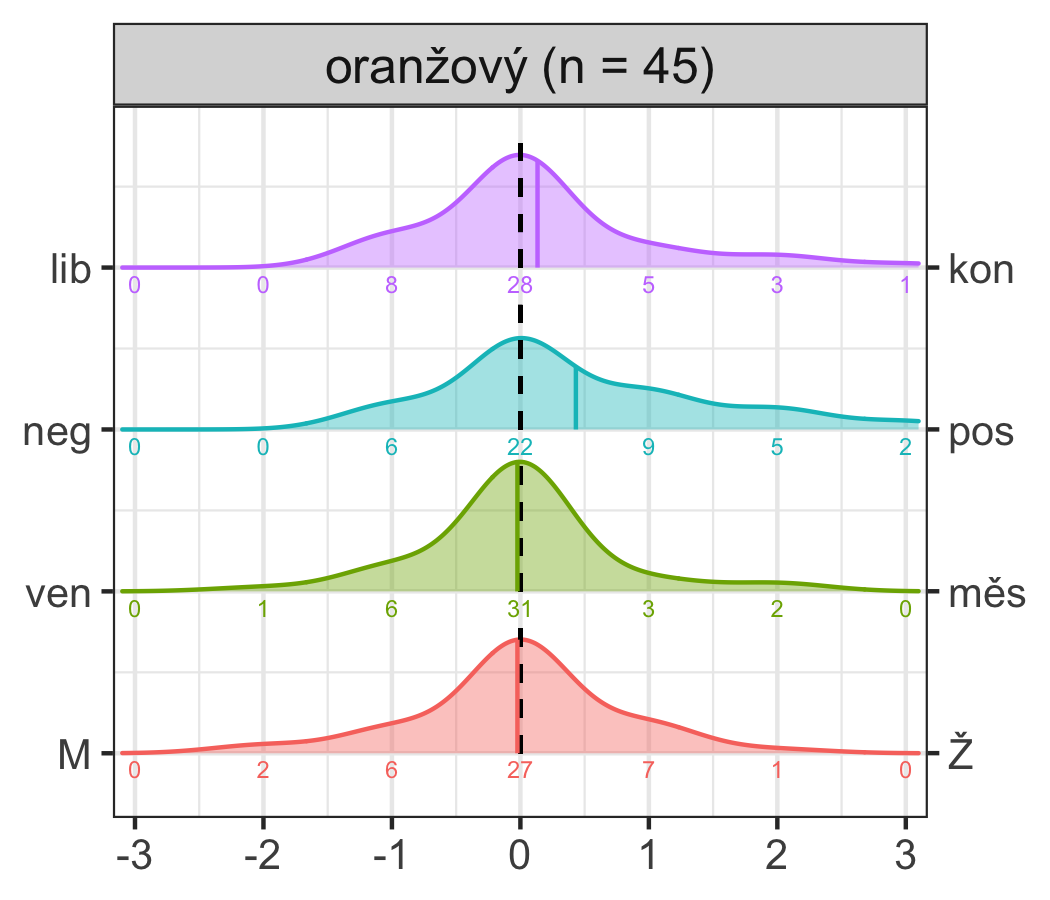 oranžový (n = 45)
lib kon
0 0 8 28 5 3 1
neg pos
0 0 6 22 9 5 2
ven měs
0 1 6 31 3 2 0
M Ž
0 2 6 27 7 1 0
-3 -2 -1 0 1 2 3